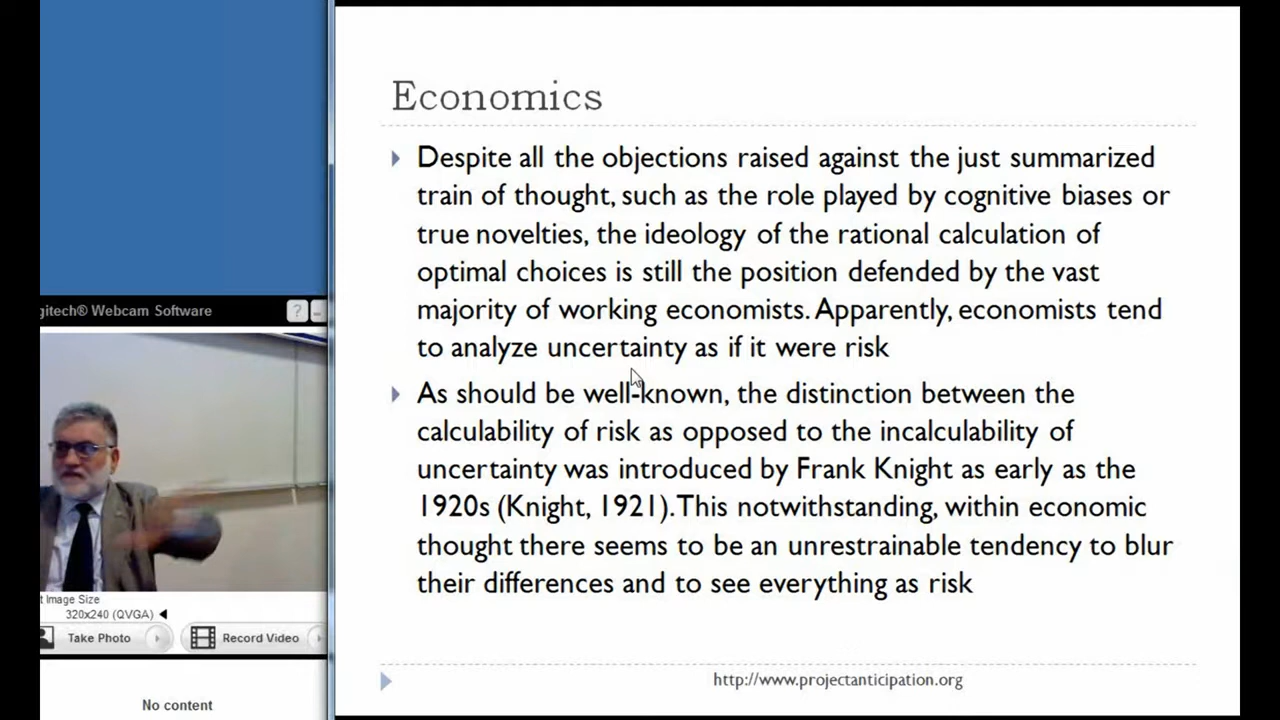 Economics
Despite all the objections raised against the just summarized
train of thought, such as the role played by cognitive biases or
true novelties, the ideology of the rational calculation of
optimal choices is still the position defended by the vast
majority of working economists. Apparently, economists tend
to analyze uncertainty as if it were risk
As should be well-known, the distinction between the
calculability of risk as opposed to the incalculability of
uncertainty was introduced by Frank Knight as early as the
1920s (Knight, 1921). This notwithstanding, within economic
thought there seems to be an unrestrainable tendency to blur
their differences and to see everything as risk
http://www.projectanticipation.org
gitech® Webcam Software
?
t Image Size
320x240 (QVGA)
Take Photo
Record Video
No content